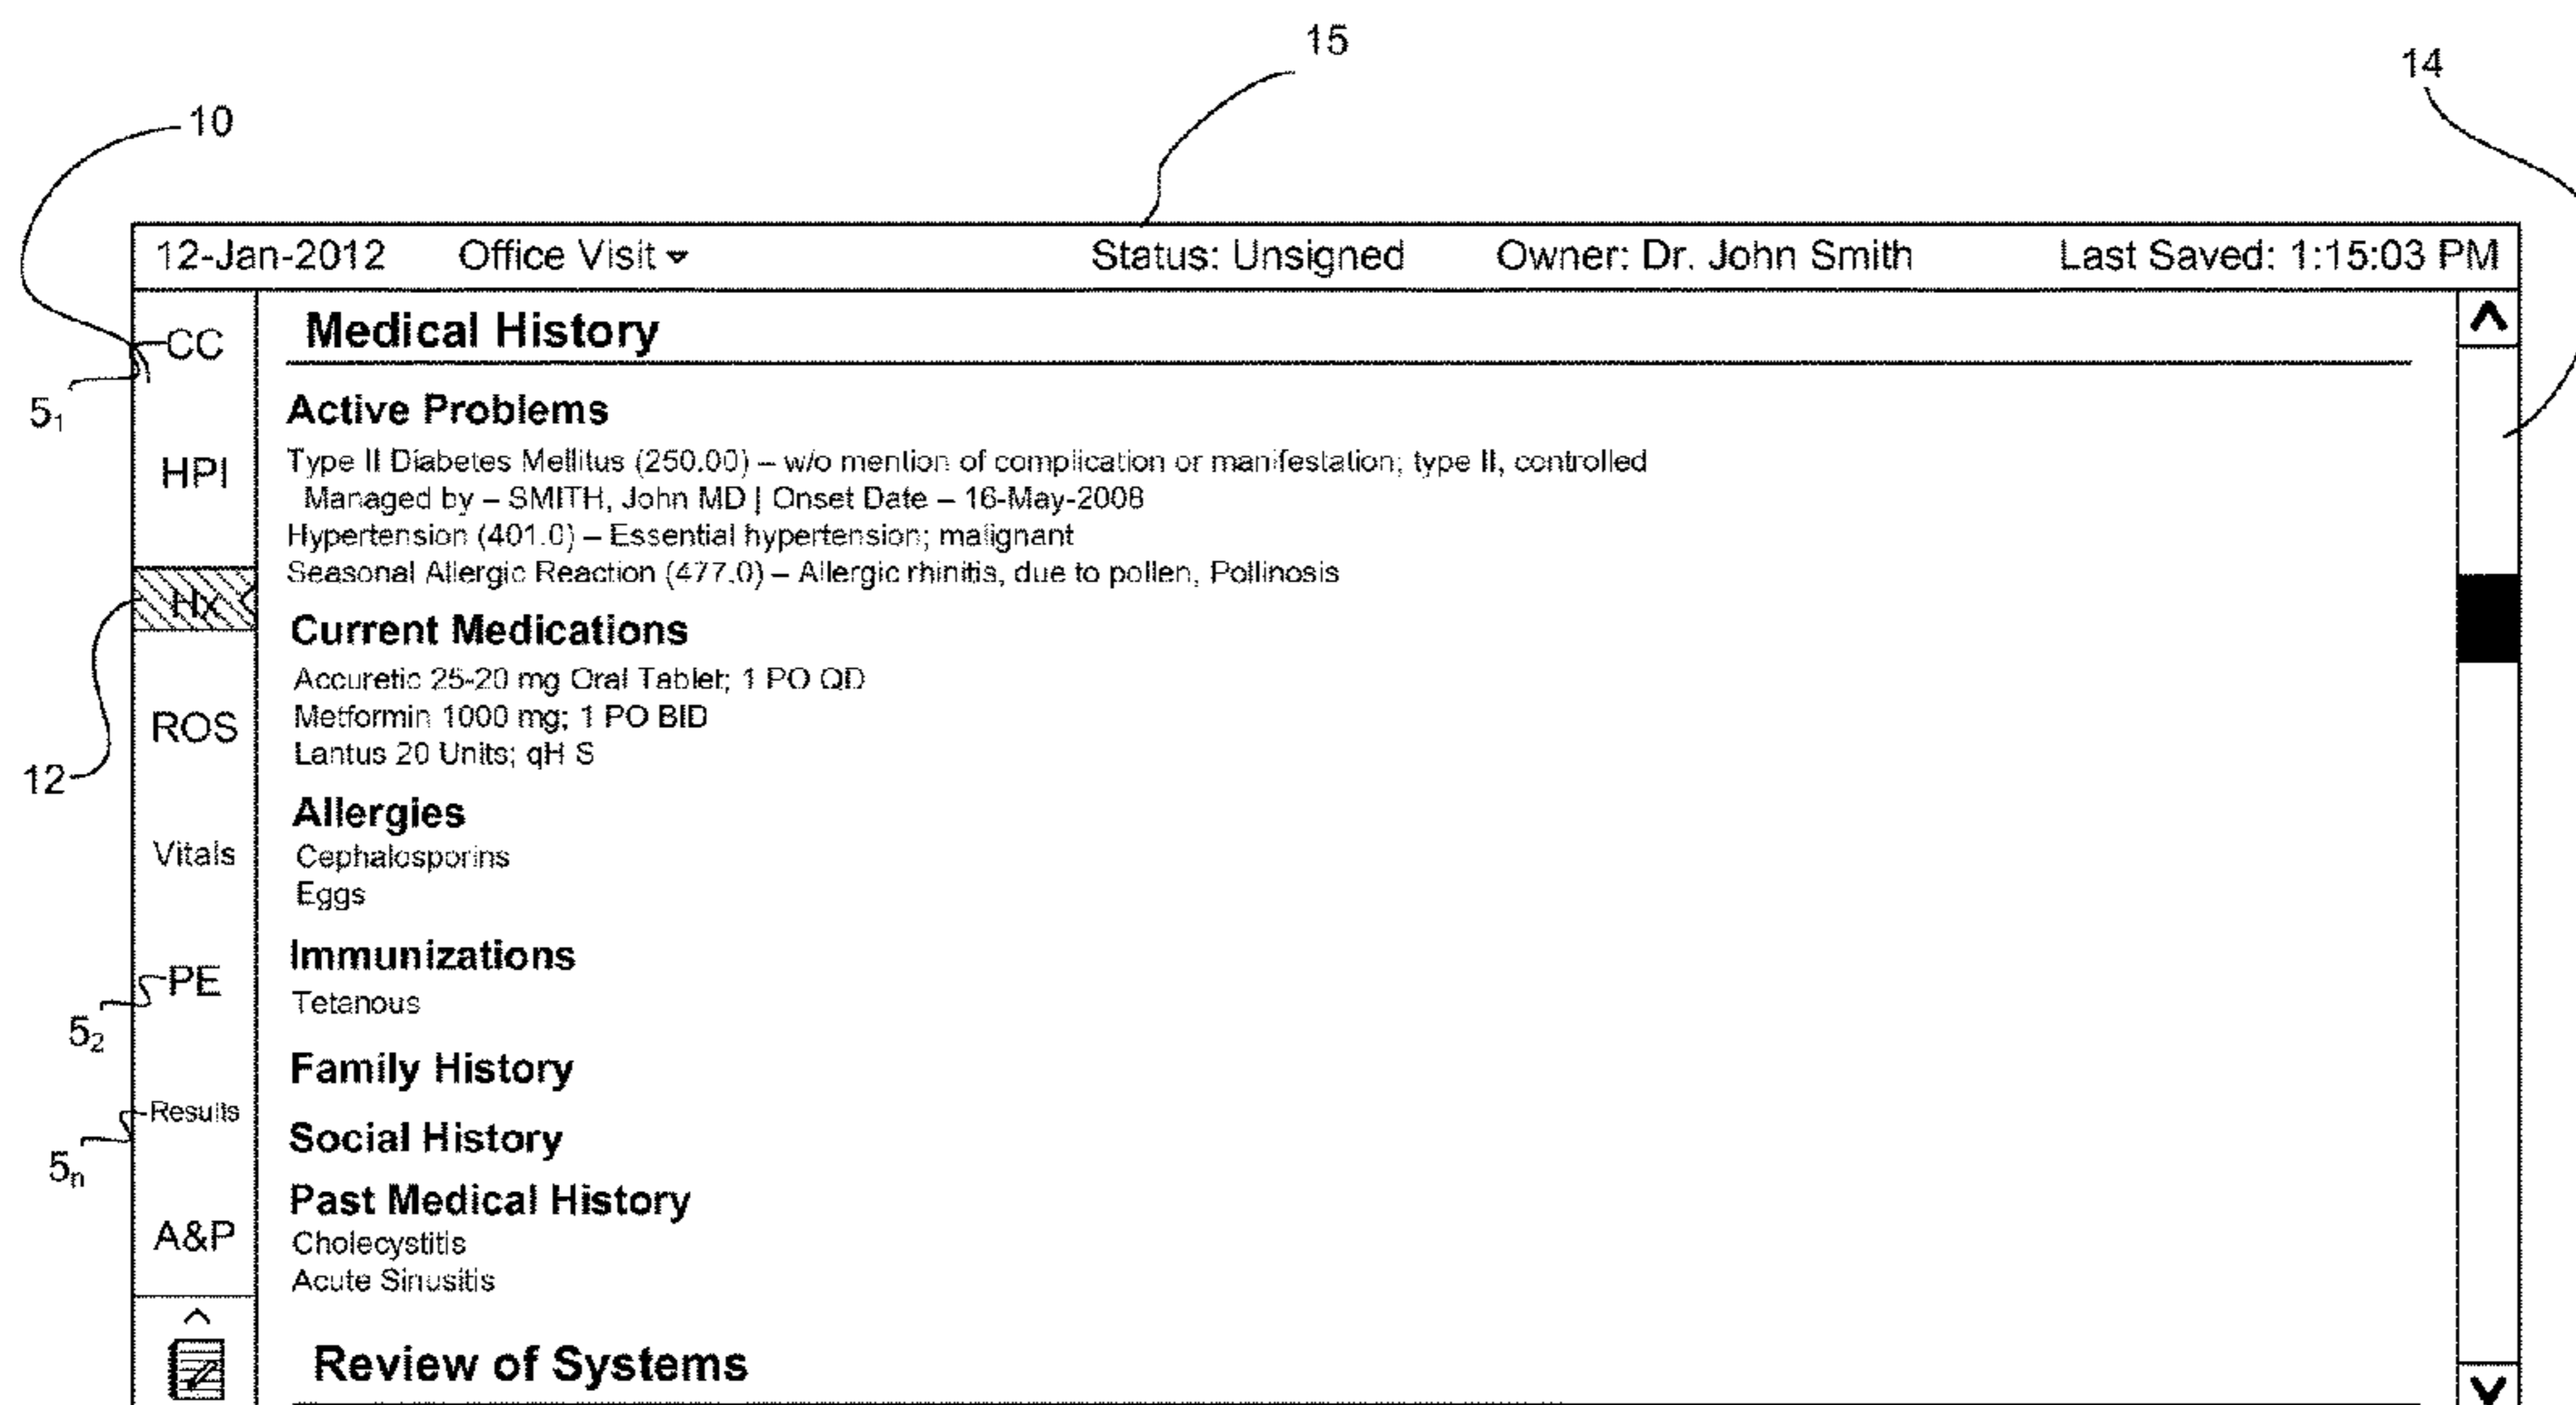 15
14
10
12-Jan-2012 Office Visit Status: Unsigned Owner: Dr. John Smith Last Saved: 1:15:03 PM
CC
5₁
HPI
Hx
12
ROS
Vitals
PE
5₂
Results
5ₙ
A&P
Medical History
Active Problems
Type II Diabetes Mellitus (250.00) – w/o mention of complication or manifestation; type II, controlled
Managed by – SMITH, John MD | Onset Date – 16-May-2008
Hypertension (401.0) – Essential hypertension; malignant
Seasonal Allergic Reaction (477.0) – Allergic rhinitis, due to pollen, Pollinosis
Current Medications
Accuretic 25-20 mg Oral Tablet; 1 PO QD
Metformin 1000 mg; 1 PO BID
Lantus 20 Units; qH S
Allergies
Cephalosporins
Eggs
Immunizations
Tetanous
Family History
Social History
Past Medical History
Cholecystitis
Acute Sinusitis
Review of Systems